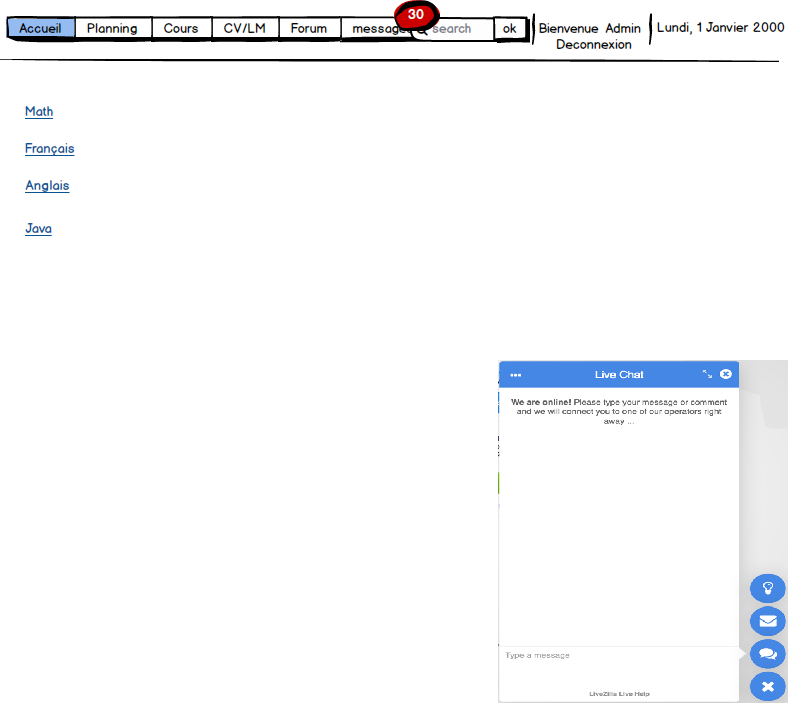 30
Accueil Planning Cours CV/LM Forum messages search ok Bienvenue Admin Lundi, 1 Janvier 2000
Deconnexion
Math
Français
Anglais
Java
... Live Chat
We are online! Please type your message or comment
and we will connect you to one of our operators right
away ...
Type a message
LiveZilla Live Help